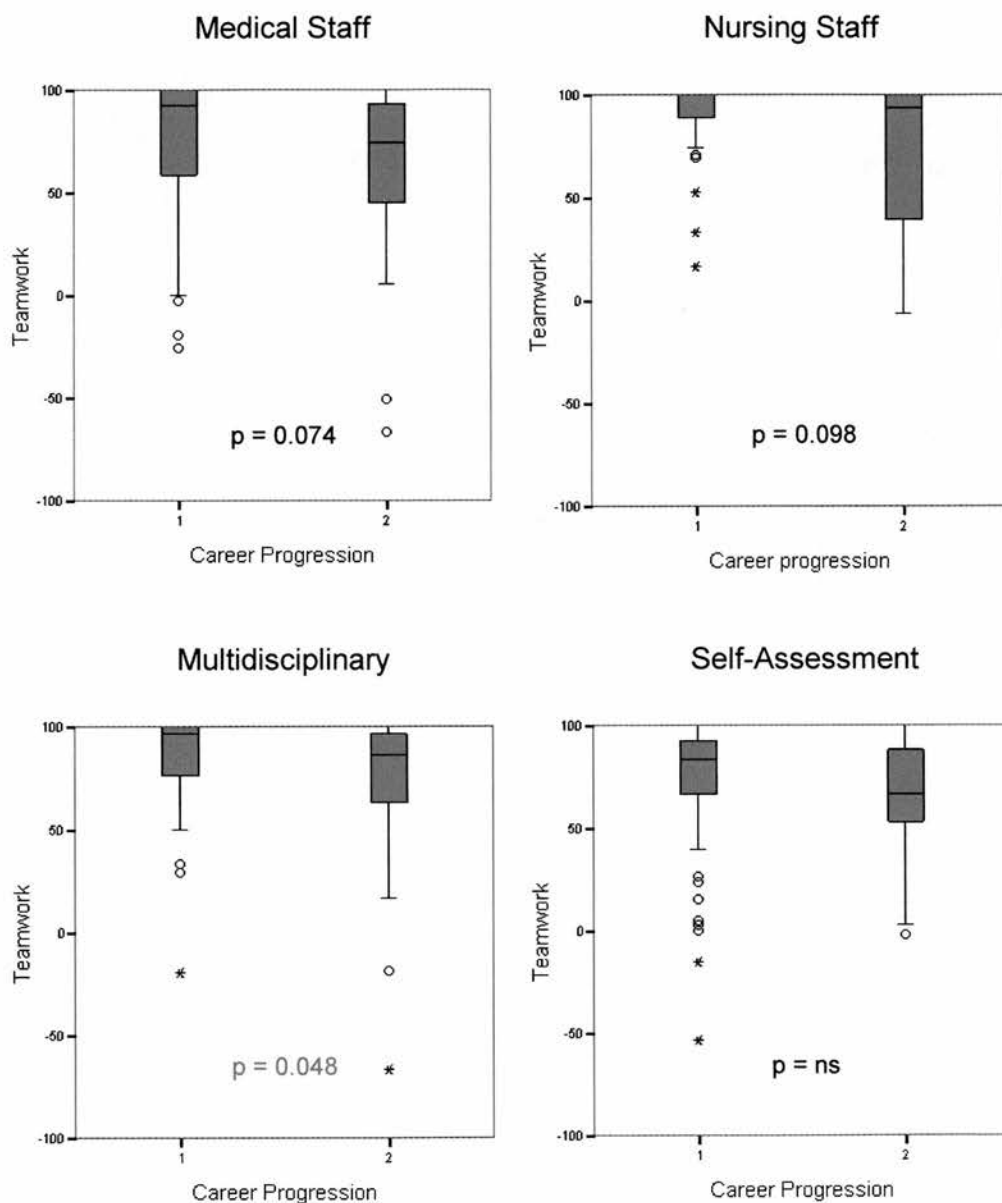 Medical Staff
100
50
0
-50
-100
Teamwork
p = 0.074
1
2
Career Progression
Nursing Staff
100
50
0
-50
-100
Teamwork
p = 0.098
1
2
Career progression
Multidisciplinary
100
50
0
-50
-100
Teamwork
p = 0.048
1
2
Career Progression
Self-Assessment
100
50
0
-50
-100
Teamwork
p = ns
1
2
Career Progression